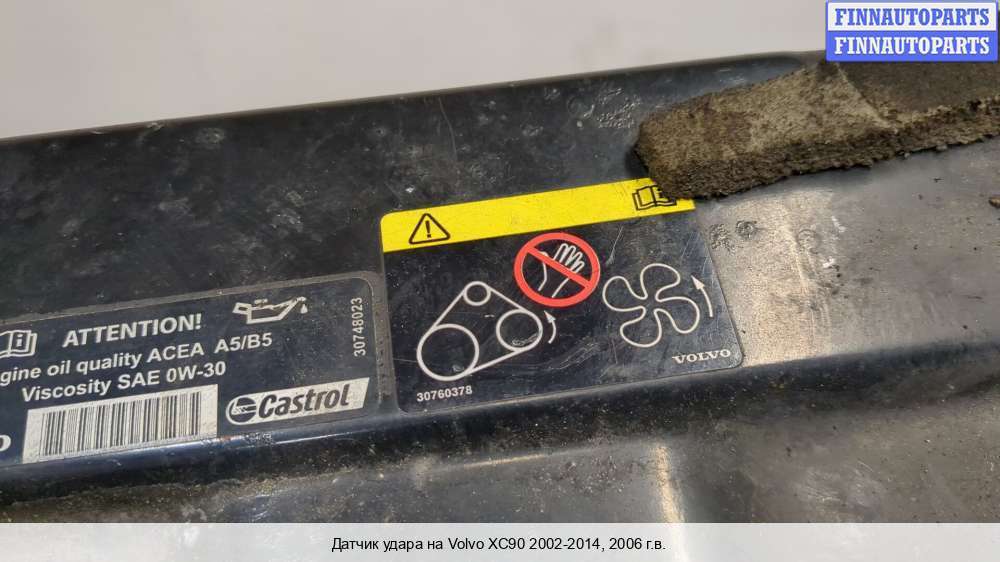 FINNAUTOPARTS
FINNAUTOPARTS
ATTENTION!
oil quality ACEA A5/B5
Viscosity SAE 0W-30
30748023
Castrol
30760378
VOLVO
Датчик удара на Volvo XC90 2002-2014, 2006 г.в.